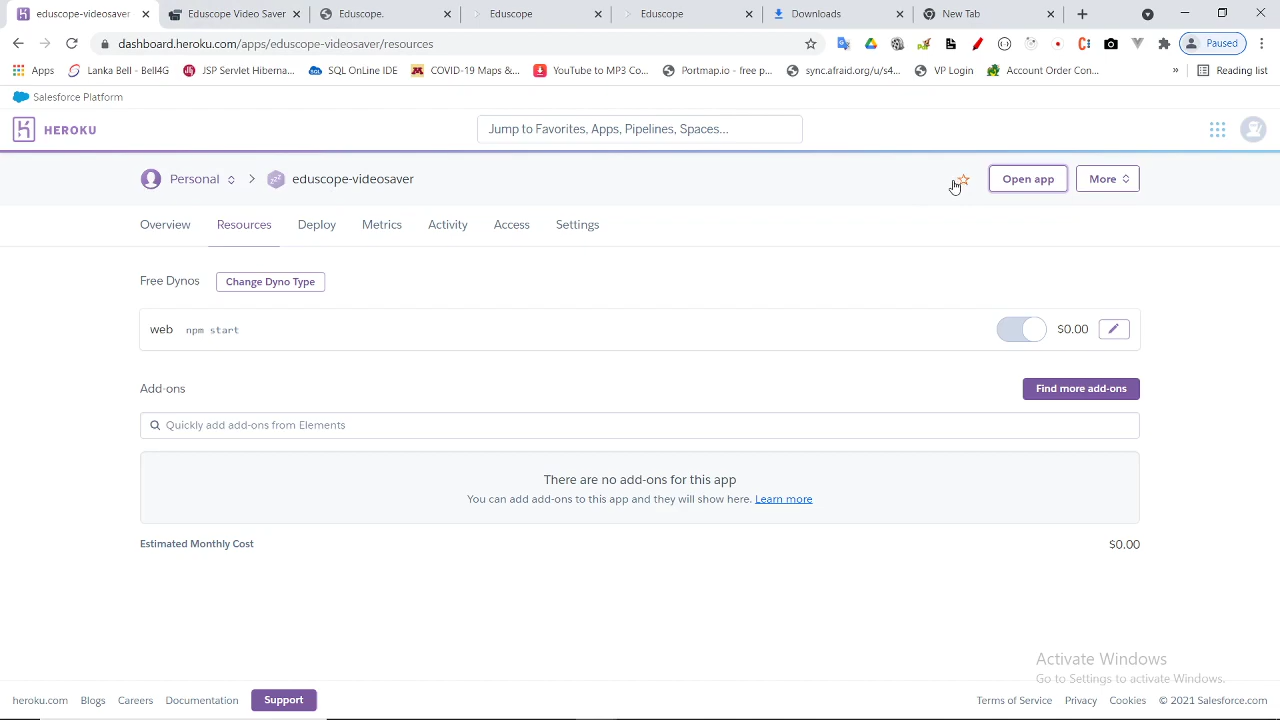 eduscope-videosaver
Eduscope Video Saver
Eduscope.
Eduscope
Eduscope
Downloads
New Tab
dashboard.heroku.com/apps/eduscope-videosaver/resources
Paused
Apps
Lanka Bell - Bell4G
JSP Servlet Hiberna...
SQL OnLine IDE
COVID-19 Maps &...
YouTube to MP3 Co...
Portmap.io - free p...
sync.afraid.org/u/s4...
VP Login
Account Order Con...
»
Reading list
Salesforce Platform
HEROKU
Jump to Favorites, Apps, Pipelines, Spaces...
Personal
eduscope-videosaver
Open app
More
Overview
Resources
Deploy
Metrics
Activity
Access
Settings
Free Dynos
Change Dyno Type
web npm start
$0.00
Add-ons
Find more add-ons
Quickly add add-ons from Elements
There are no add-ons for this app
You can add add-ons to this app and they will show here. Learn more
Estimated Monthly Cost
$0.00
Activate Windows
Go to Settings to activate Windows.
heroku.com
Blogs
Careers
Documentation
Support
Terms of Service
Privacy
Cookies
© 2021 Salesforce.com